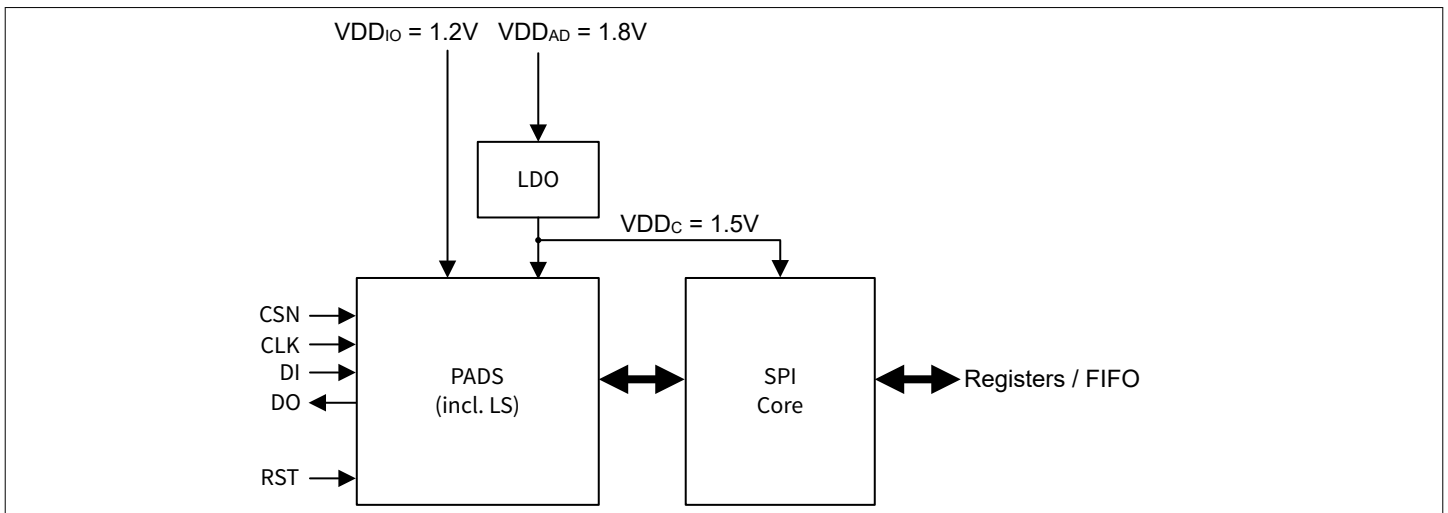 VDDIO = 1.2V VDDAD = 1.8V
LDO
VDDC = 1.5V
CSN
CLK
DI
DO
RST
PADS
(incl. LS)
SPI
Core
Registers / FIFO